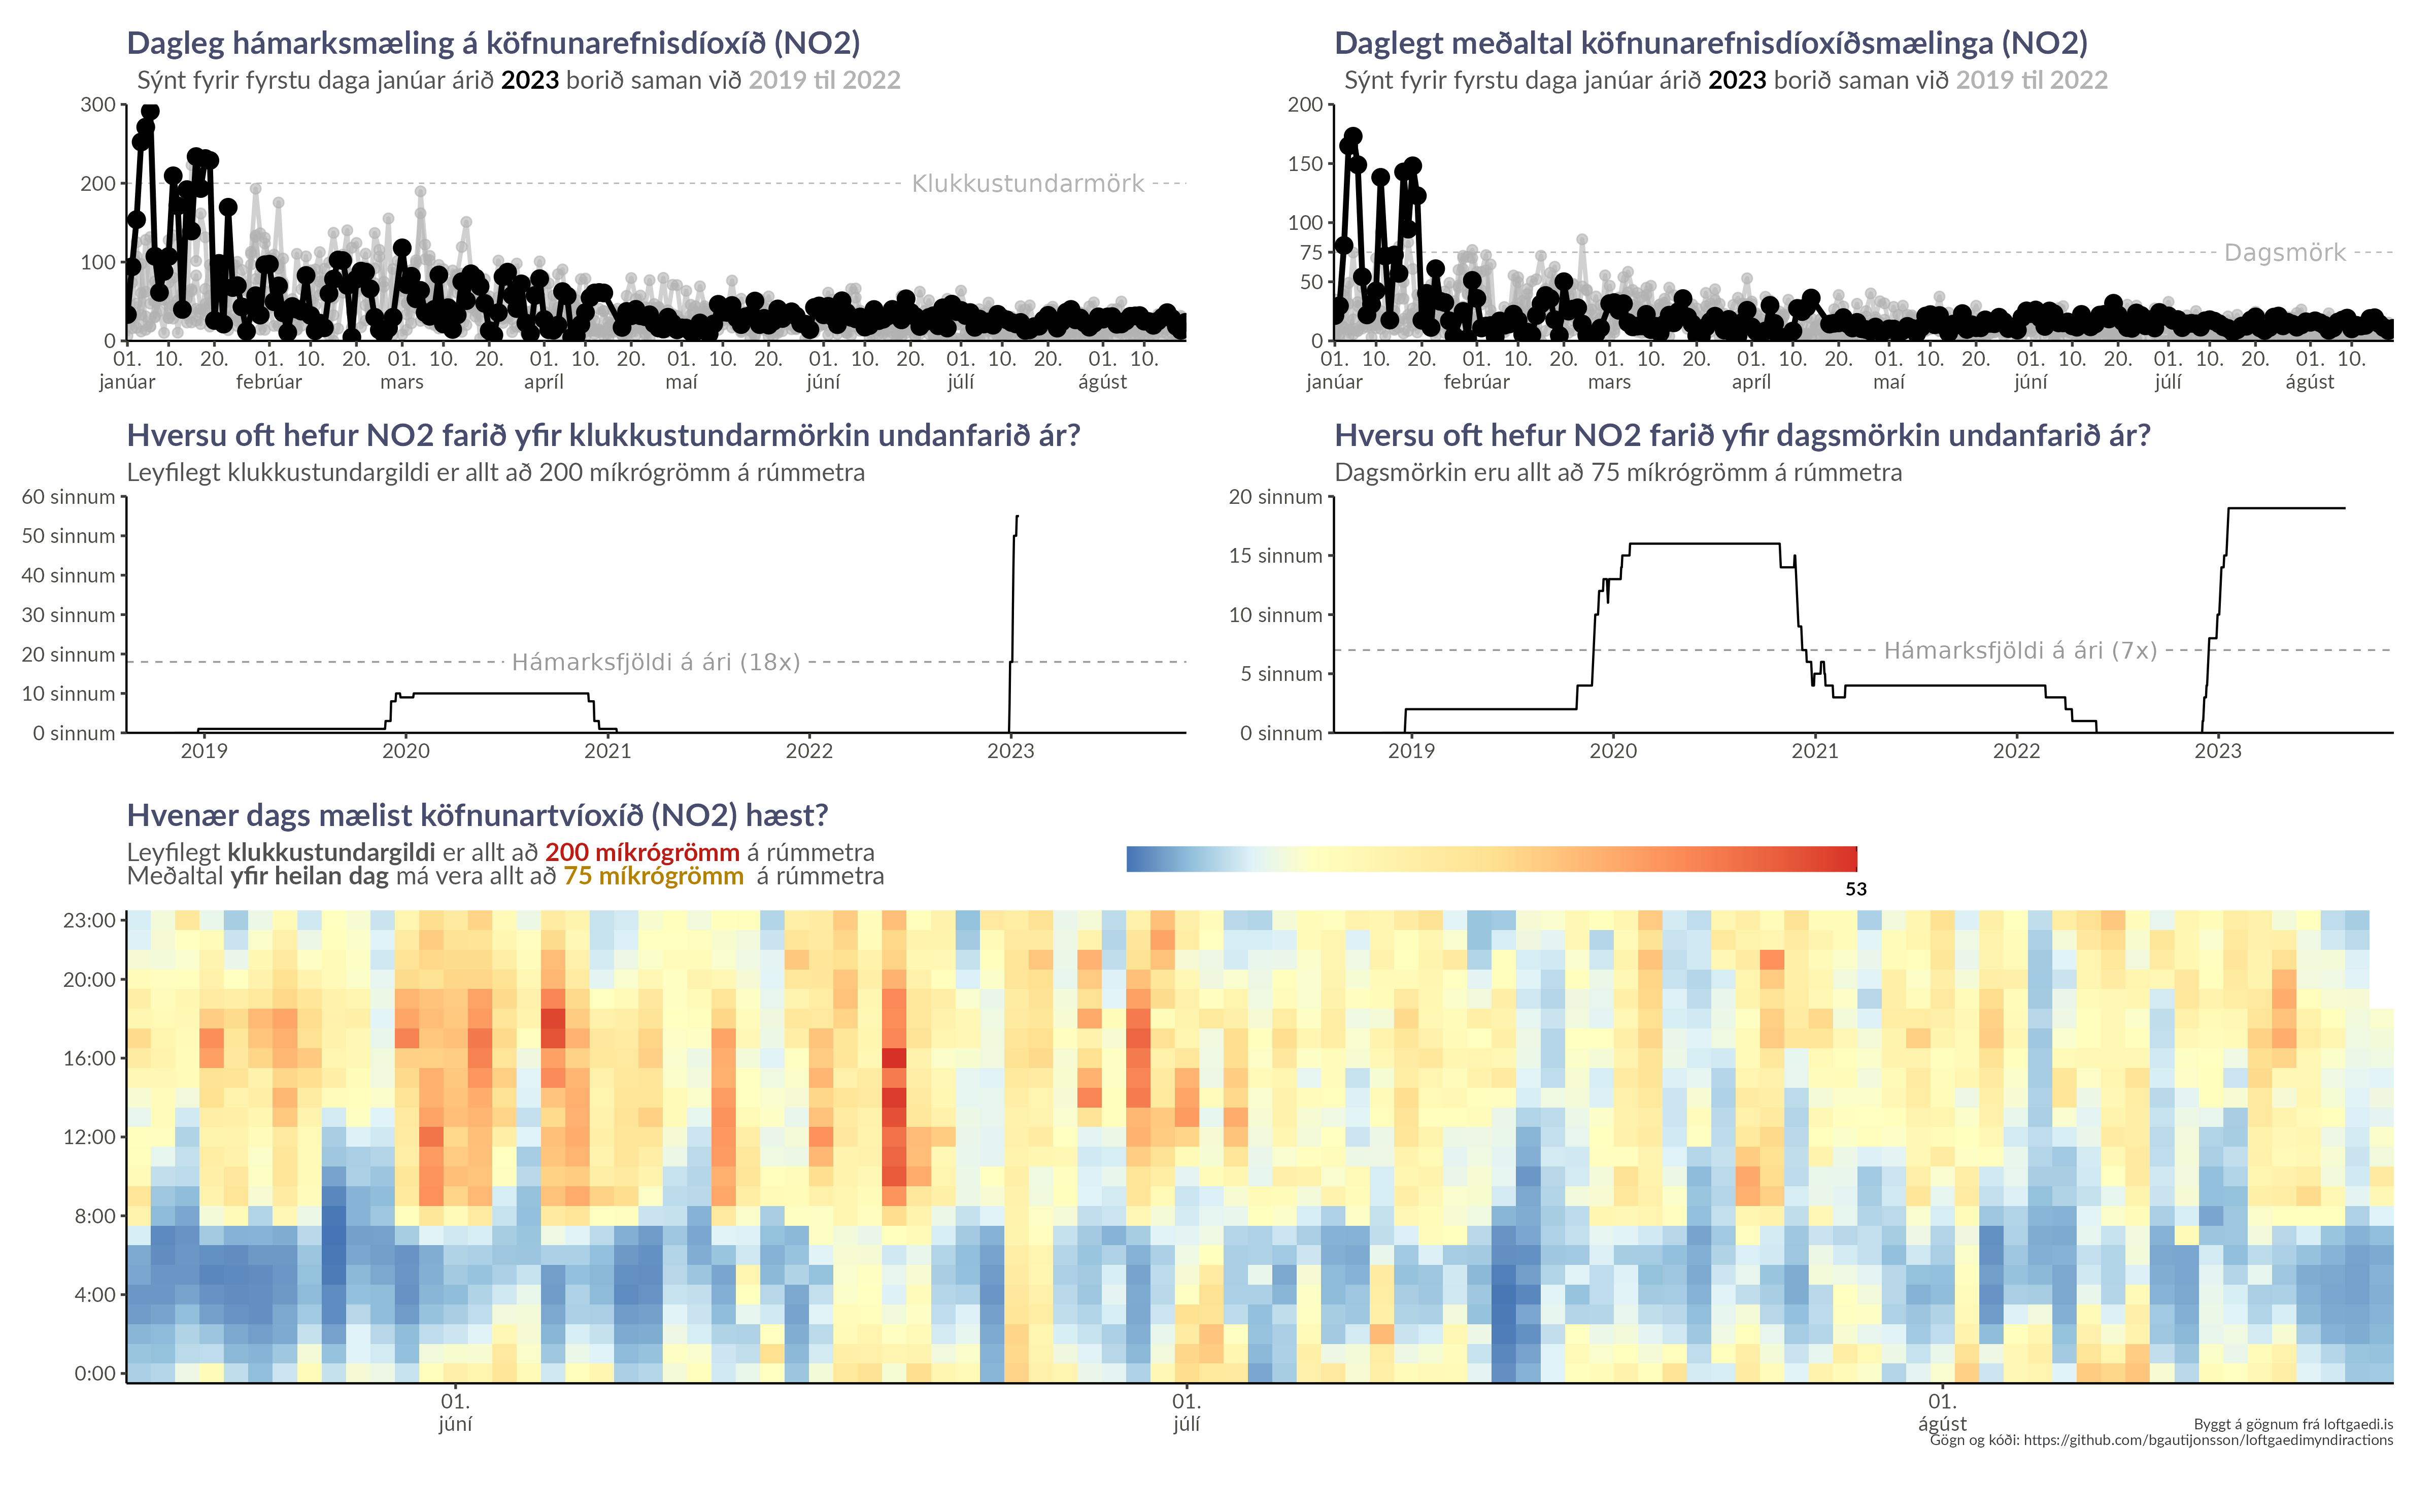 Dagleg hámarksmæling á köfnunarefnisdíoxíð (NO2)
Sýnt fyrir fyrstu daga janúar árið 2023 borið saman við 2019 til 2022
300
200
100
0
Klukkustundarmörk
01. 10. 20. 01. 10. 20. 01. 10. 20. 01. 10. 20. 01. 10. 20. 01. 10. 20. 01. 10. 20. 01. 10.
janúar febrúar mars apríl maí júní júlí ágúst
Daglegt meðaltal köfnunarefnisdíoxíðsmælinga (NO2)
Sýnt fyrir fyrstu daga janúar árið 2023 borið saman við 2019 til 2022
200
150
100
75
50
0
Dagsmörk
01. 10. 20. 01. 10. 20. 01. 10. 20. 01. 10. 20. 01. 10. 20. 01. 10. 20. 01. 10. 20. 01. 10.
janúar febrúar mars apríl maí júní júlí ágúst
Hversu oft hefur NO2 farið yfir klukkustundarmörkin undanfarið ár?
Leyfilegt klukkustundargildi er allt að 200 míkrógrömm á rúmmetra
60 sinnum
50 sinnum
40 sinnum
30 sinnum
20 sinnum
10 sinnum
0 sinnum
Hámarksfjöldi á ári (18x)
2019 2020 2021 2022 2023
Hversu oft hefur NO2 farið yfir dagsmörkin undanfarið ár?
Dagsmörkin eru allt að 75 míkrógrömm á rúmmetra
20 sinnum
15 sinnum
10 sinnum
5 sinnum
0 sinnum
Hámarksfjöldi á ári (7x)
2019 2020 2021 2022 2023
Hvenær dags mælist köfnunartvíoxíð (NO2) hæst?
Leyfilegt klukkustundargildi er allt að 200 míkrógrömm á rúmmetra
Meðaltal yfir heilan dag má vera allt að 75 míkrógrömm á rúmmetra
53
23:00
20:00
16:00
12:00
8:00
4:00
0:00
01. 01. 01.
júní júlí ágúst
Byggt á gögnum frá loftgaedi.is
Gögn og kóði: https://github.com/bgautijonsson/loftgaedimyndiractions